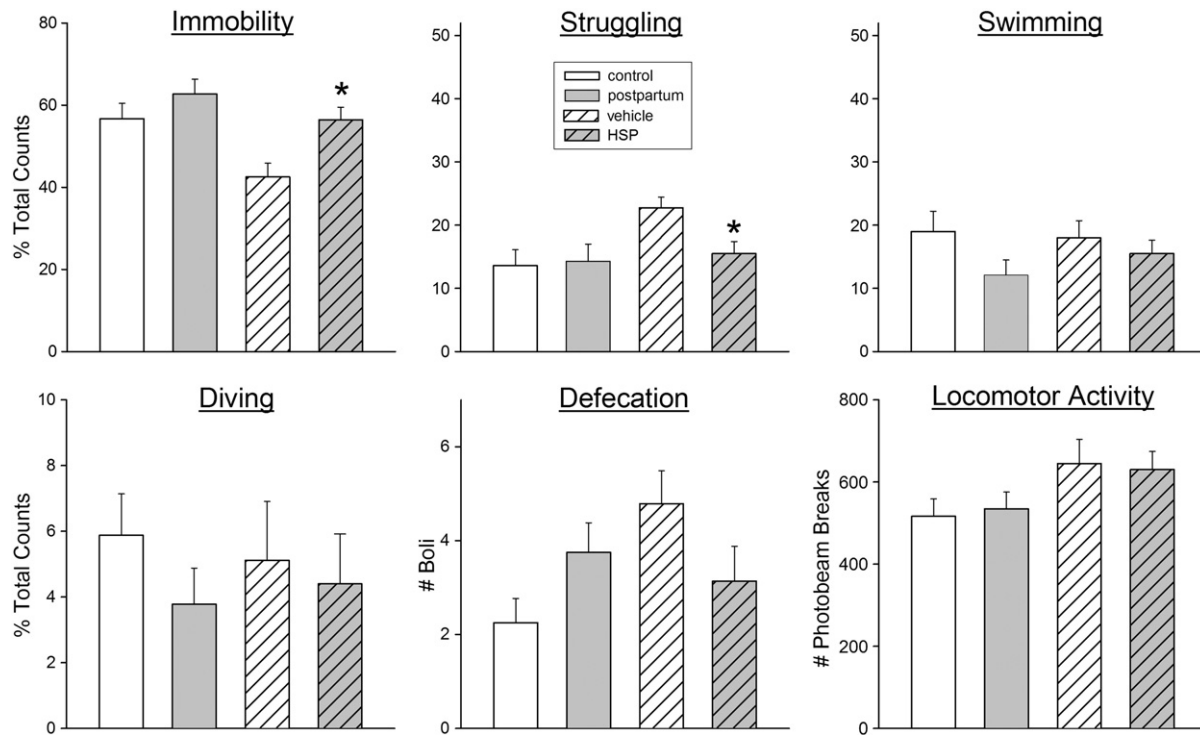 Immobility
% Total Counts
80
60
40
20
0
*
Struggling
50
40
30
20
10
0
control
postpartum
vehicle
HSP
*
Swimming
50
40
30
20
10
0
Diving
% Total Counts
10
8
6
4
2
0
Defecation
# Boli
6
4
2
0
Locomotor Activity
# Photobeam Breaks
800
600
400
200
0